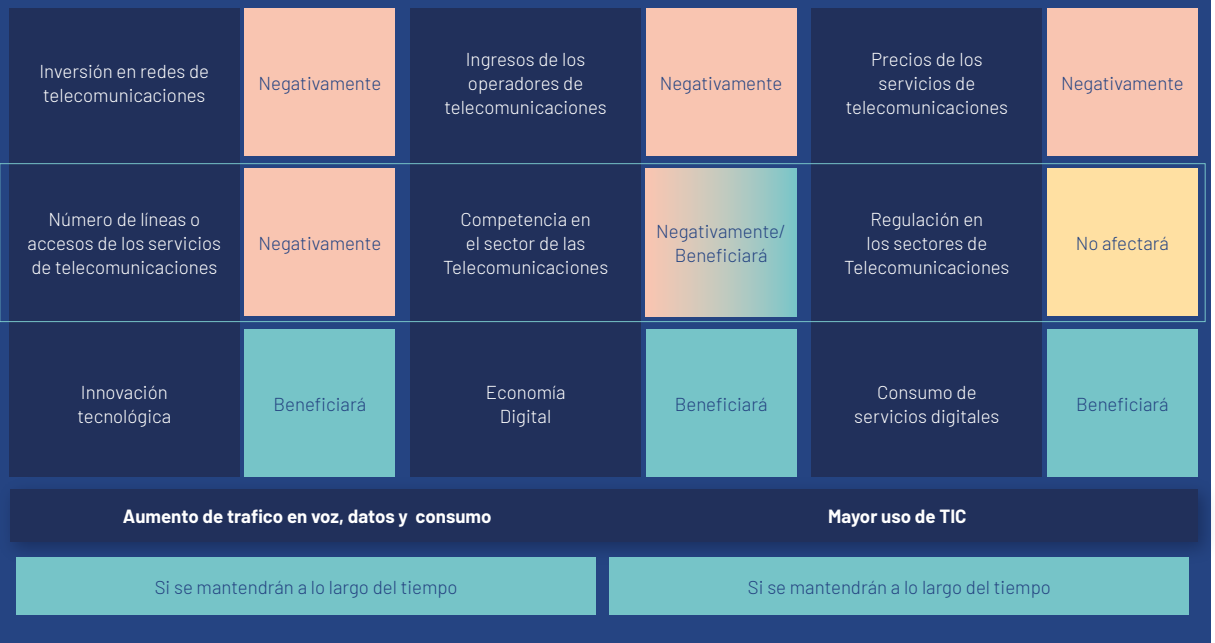 Inversión en redes de
telecomunicaciones
Negativamente
Ingresos de los
operadores de
telecomunicaciones
Negativamente
Precios de los
servicios de
telecomunicaciones
Negativamente
Número de líneas o
accesos de los servicios
de telecomunicaciones
Negativamente
Competencia en
el sector de las
Telecomunicaciones
Negativamente/
Beneficiará
Regulación en
los sectores de
Telecomunicaciones
No afectará
Innovación
tecnológica
Beneficiará
Economía
Digital
Beneficiará
Consumo de
servicios digitales
Beneficiará
Aumento de trafico en voz, datos y consumo
Mayor uso de TIC
Si se mantendrán a lo largo del tiempo
Si se mantendrán a lo largo del tiempo